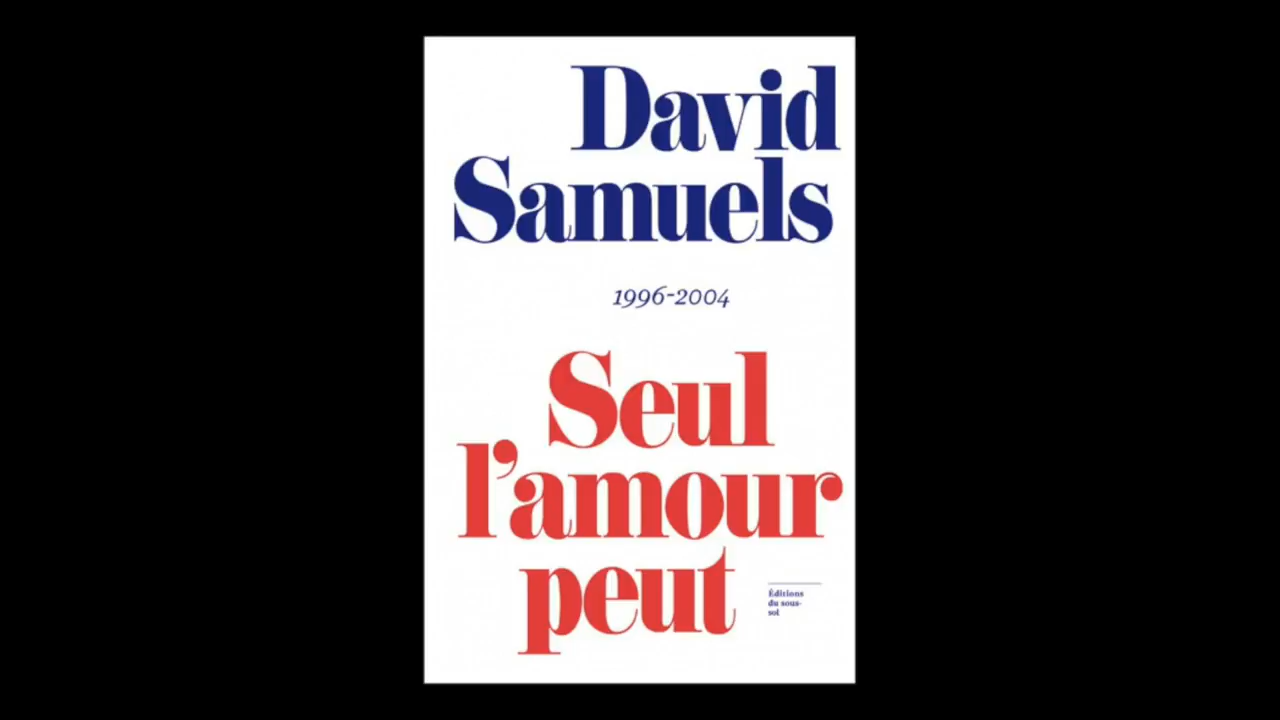 David
Samuels
1996-2004
Seul
l’amour
peut
Éditions
du sous-
sol